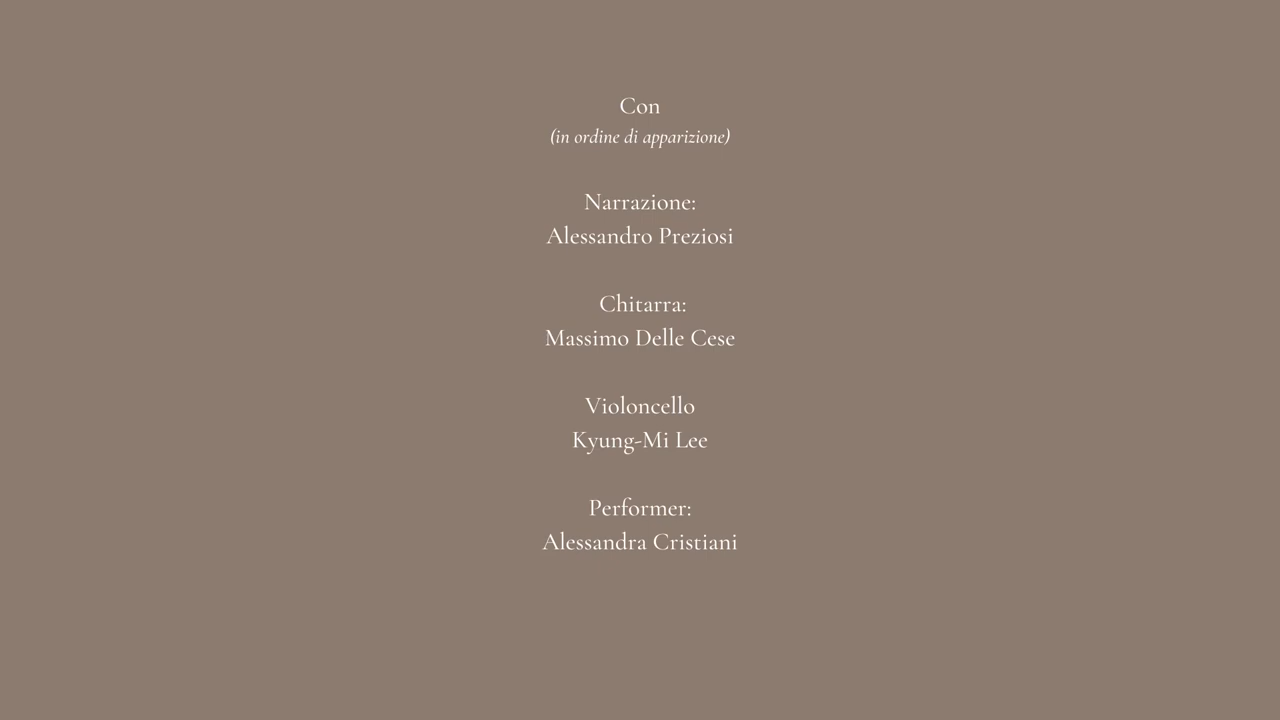 Con
(in ordine di apparizione)
Narrazione:
Alessandro Preziosi
Chitarra:
Massimo Delle Cese
Violoncello
Kyung-Mi Lee
Performer:
Alessandra Cristiani